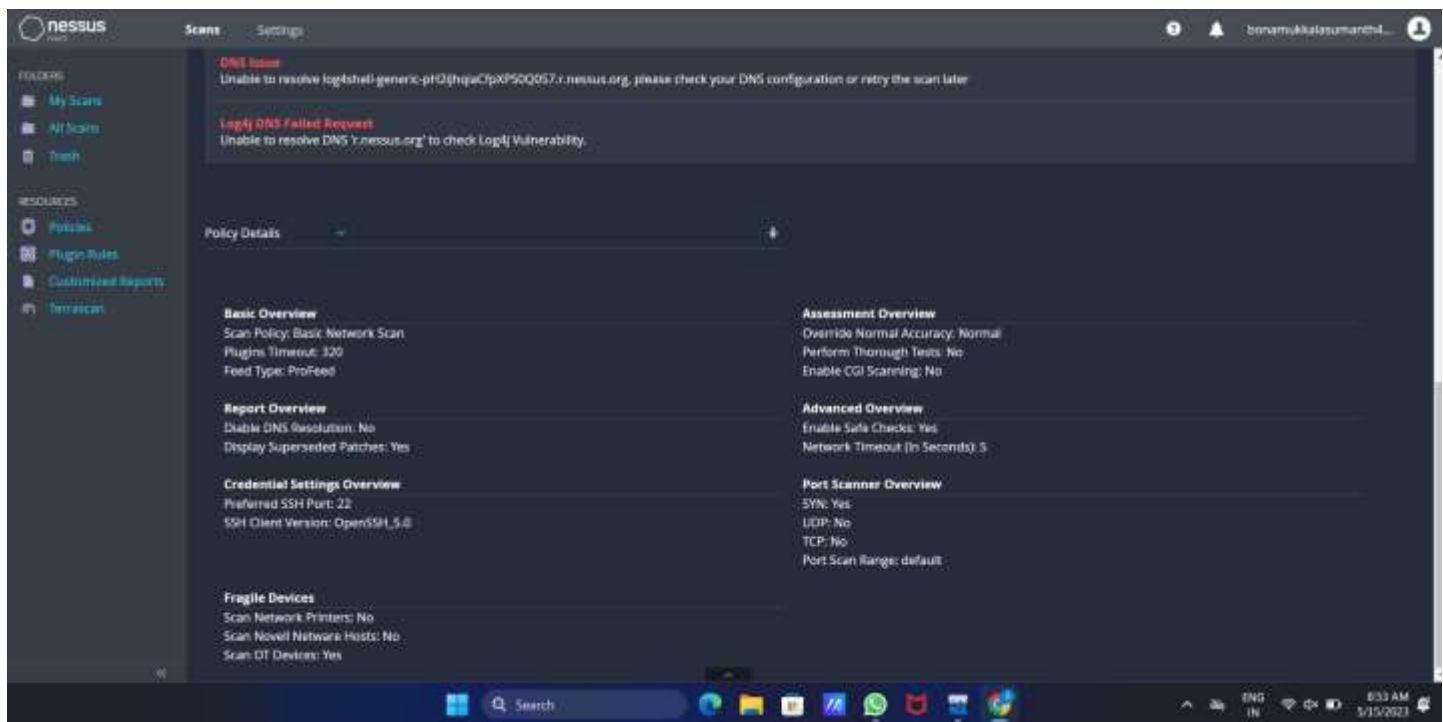 nessus
Scans
Settings
bonamukkalasumanth4...
FOLDERS
My Scans
All Scans
Trash
RESOURCES
Policies
Plugin Rules
Customized Reports
Terrascan
DNS Issue
Unable to resolve please check your DNS configuration or retry the scan later
Log4j DNS Failed Request
Unable to resolve DNS 'r.nessus.org' to check Log4j Vulnerability.
Policy Details
Basic Overview
Scan Policy: Basic Network Scan
Plugins Timeout: 320
Feed Type: ProFeed
Report Overview
Diable DNS Resolution: No
Display Superseded Patches: Yes
Credential Settings Overview
Preferred SSH Port: 22
SSH Client Version: OpenSSH_5.0
Fragile Devices
Scan Network Printers: No
Scan Novell Netware Hosts: No
Scan OT Devices: Yes
Assessment Overview
Override Normal Accuracy: Normal
Perform Thorough Tests: No
Enable CGI Scanning: No
Advanced Overview
Enable Safe Checks: Yes
Network Timeout (In Seconds): 5
Port Scanner Overview
SYN: Yes
UDP: No
TCP: No
Port Scan Range: default
Search
ENG
IN
8:53 AM
5/15/2023